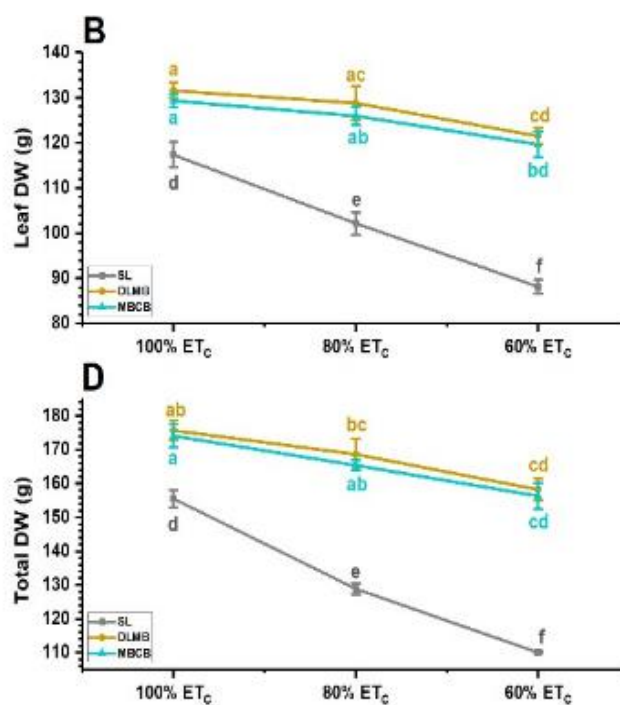 B
140
130
120
110
100
90
80
Leaf DW (g)
a
ac
cd
a
ab
bd
d
e
f
SL
DLMB
MBCB
100% ETC
80% ETC
60% ETC
D
180
170
160
150
140
130
120
110
Total DW (g)
ab
bc
cd
a
ab
cd
d
e
f
SL
DLMB
MBCB
100% ETC
80% ETC
60% ETC